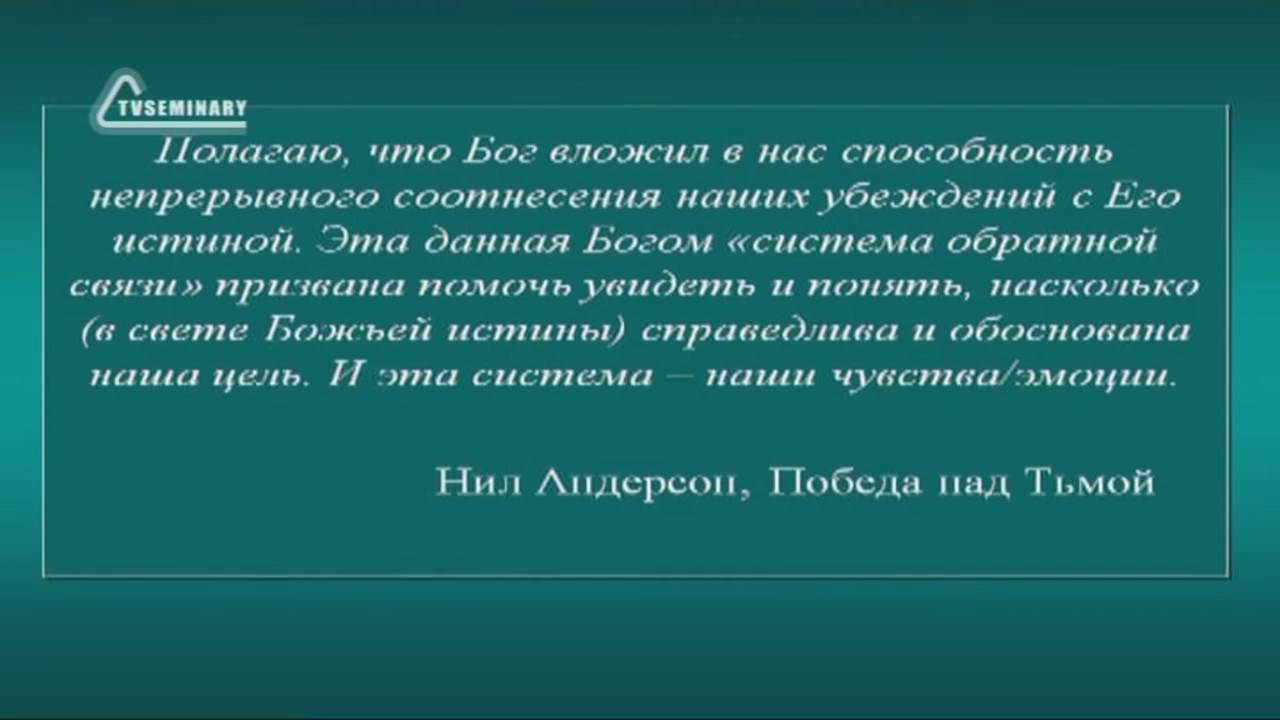 TVSEMINARY
Полагаю, что Бог вложил в нас способность
непрерывного соотнесения наших убеждений с Его
истиной. Эта данная Богом «система обратной
связи» призвана помочь увидеть и понять, насколько
(в свете Божьей истины) справедлива и обоснована
наша цель. И эта система – наши чувства/эмоции.
Нил Андерсон, Победа над Тьмой